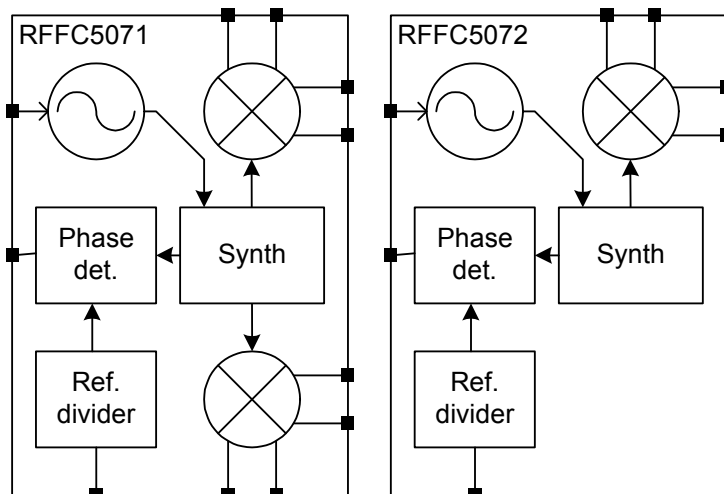 RFFC5071
Phase
det.
Synth
Ref.
divider
RFFC5072
Phase
det.
Synth
Ref.
divider